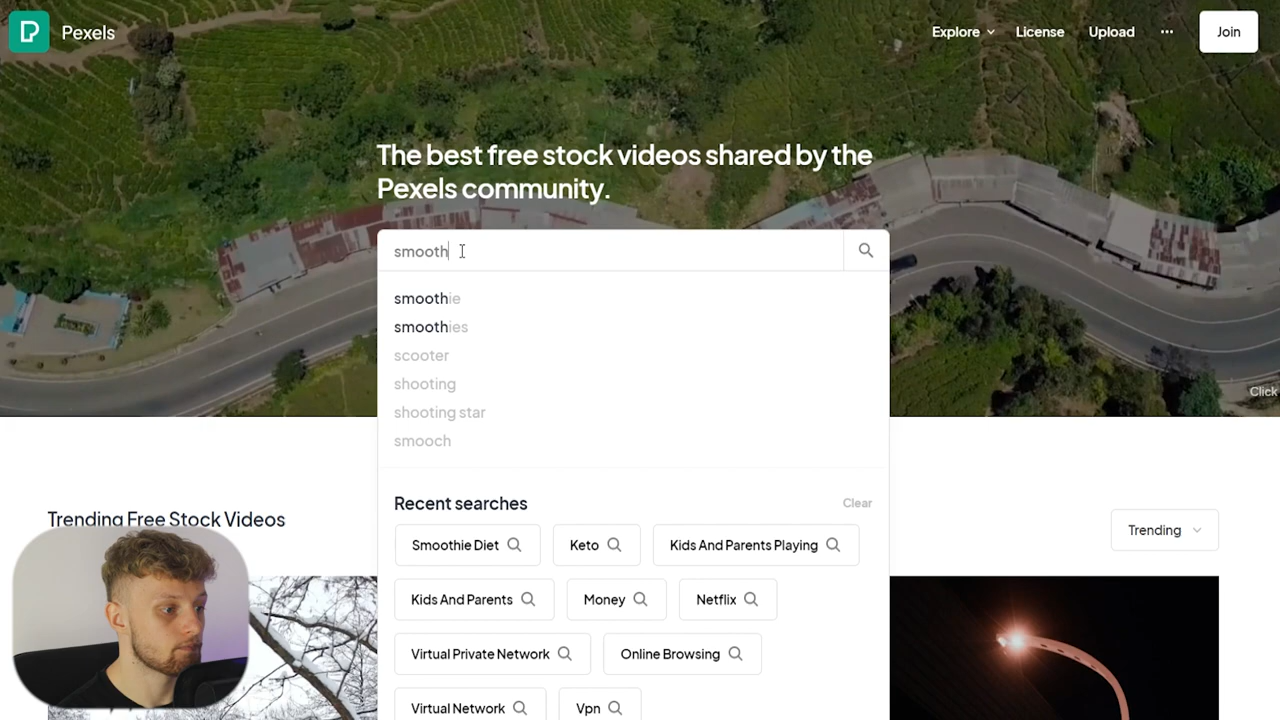 Pexels
Explore
License
Upload
Join
The best free stock videos shared by the
Pexels community.
smooth
Click
smoothie
smoothies
scooter
shooting
shooting star
smooch
Recent searches
Clear
Trending Free Stock Videos
Trending
Smoothie Diet
Keto
Kids And Parents Playing
Kids And Parents
Money
Netflix
Virtual Private Network
Online Browsing
Virtual Network
Vpn